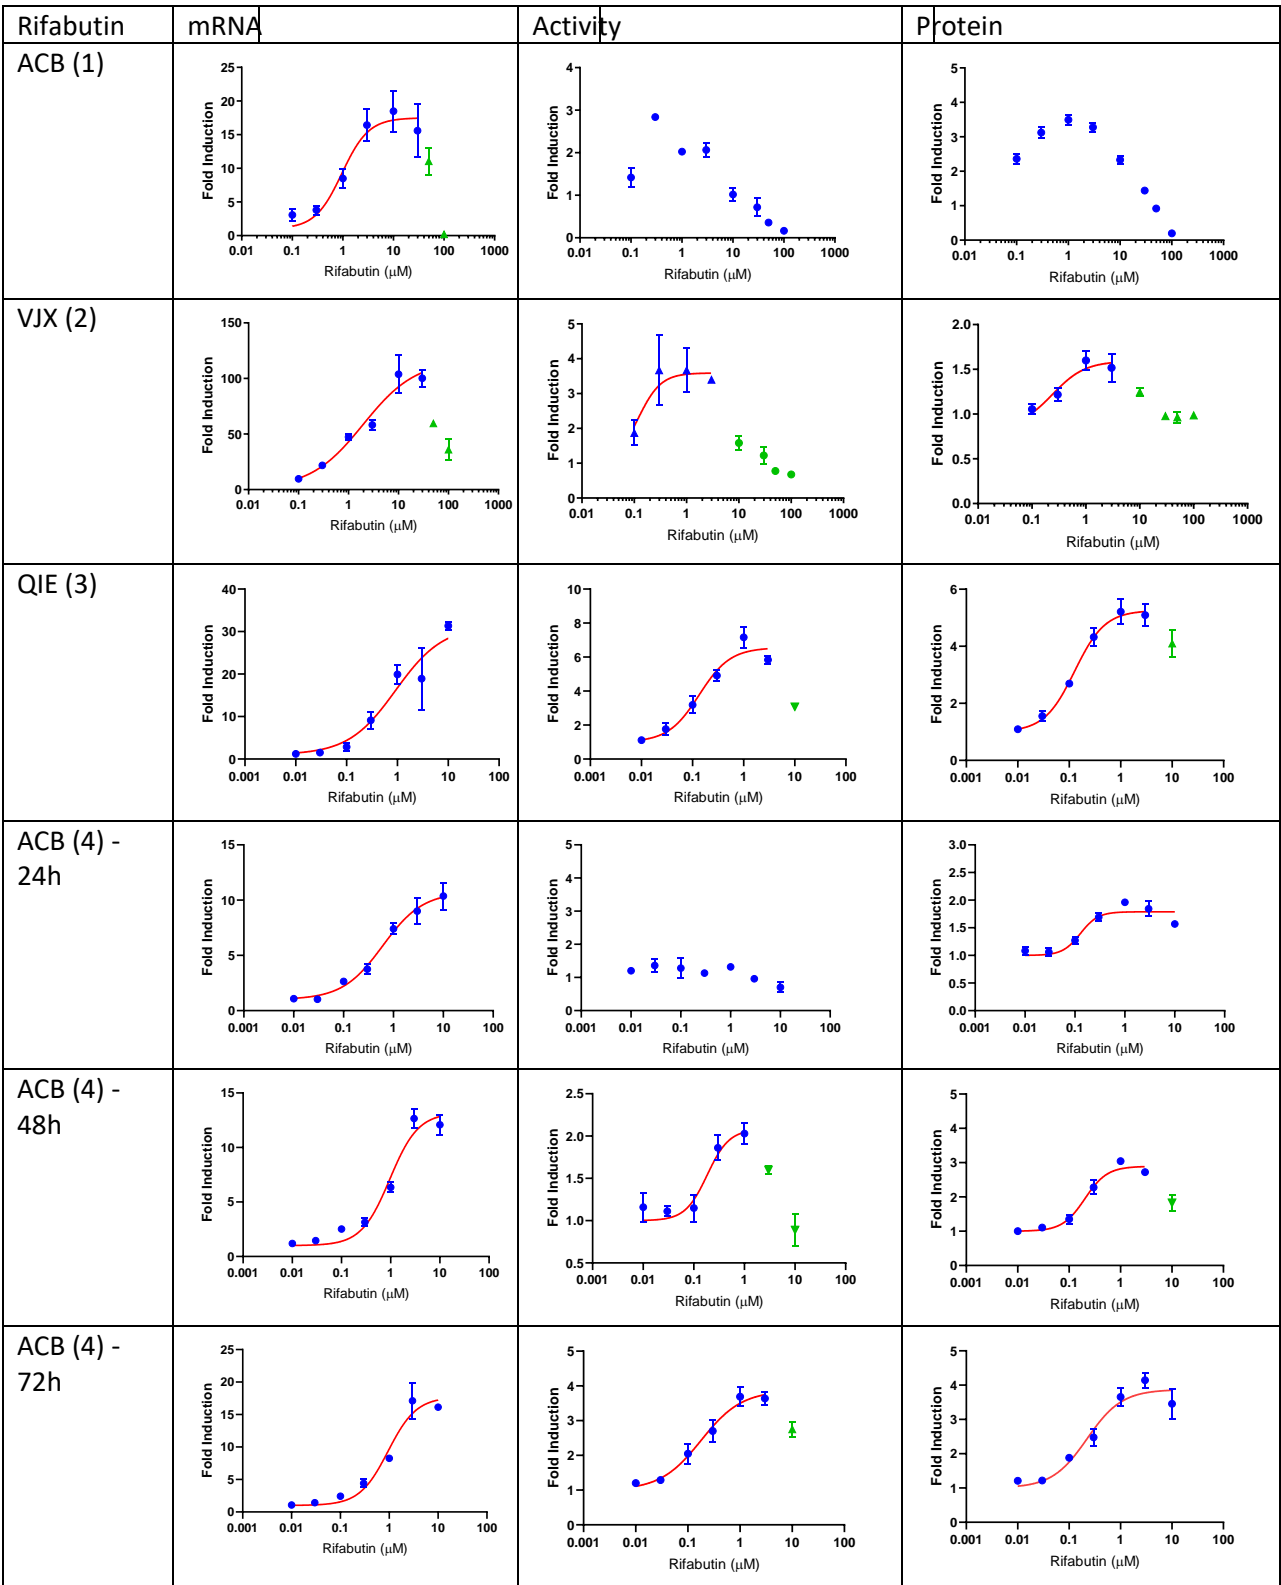 Rifabutin
mRNA
Activity
Protein
ACB (1)
Fold Induction
25
20
15
10
5
0
0.01 0.1 1 10 100 1000
Rifabutin (μM)
Fold Induction
4
3
2
1
0
0.01 0.1 1 10 100 1000
Rifabutin (μM)
Fold Induction
5
4
3
2
1
0
0.01 0.1 1 10 100 1000
Rifabutin (μM)
VJX (2)
Fold Induction
150
100
50
0
0.01 0.1 1 10 100 1000
Rifabutin (μM)
Fold Induction
5
4
3
2
1
0
0.01 0.1 1 10 100 1000
Rifabutin (μM)
Fold Induction
2.0
1.5
1.0
0.5
0.0
0.01 0.1 1 10 100 1000
Rifabutin (μM)
QIE (3)
Fold Induction
40
30
20
10
0
0.001 0.01 0.1 1 10 100
Rifabutin (μM)
Fold Induction
10
8
6
4
2
0
0.001 0.01 0.1 1 10 100
Rifabutin (μM)
Fold Induction
6
4
2
0
0.001 0.01 0.1 1 10 100
Rifabutin (μM)
ACB (4) -
24h
Fold Induction
15
10
5
0
0.001 0.01 0.1 1 10 100
Rifabutin (μM)
Fold Induction
5
4
3
2
1
0
0.001 0.01 0.1 1 10 100
Rifabutin (μM)
Fold Induction
3.0
2.5
2.0
1.5
1.0
0.5
0.0
0.001 0.01 0.1 1 10 100
Rifabutin (μM)
ACB (4) -
48h
Fold Induction
15
10
5
0
0.001 0.01 0.1 1 10 100
Rifabutin (μM)
Fold Induction
2.5
2.0
1.5
1.0
0.5
0.001 0.01 0.1 1 10 100
Rifabutin (μM)
Fold Induction
5
4
3
2
1
0
0.001 0.01 0.1 1 10 100
Rifabutin (μM)
ACB (4) -
72h
Fold Induction
25
20
15
10
5
0
0.001 0.01 0.1 1 10 100
Rifabutin (μM)
Fold Induction
5
4
3
2
1
0
0.001 0.01 0.1 1 10 100
Rifabutin (μM)
Fold Induction
5
4
3
2
1
0
0.001 0.01 0.1 1 10 100
Rifabutin (μM)